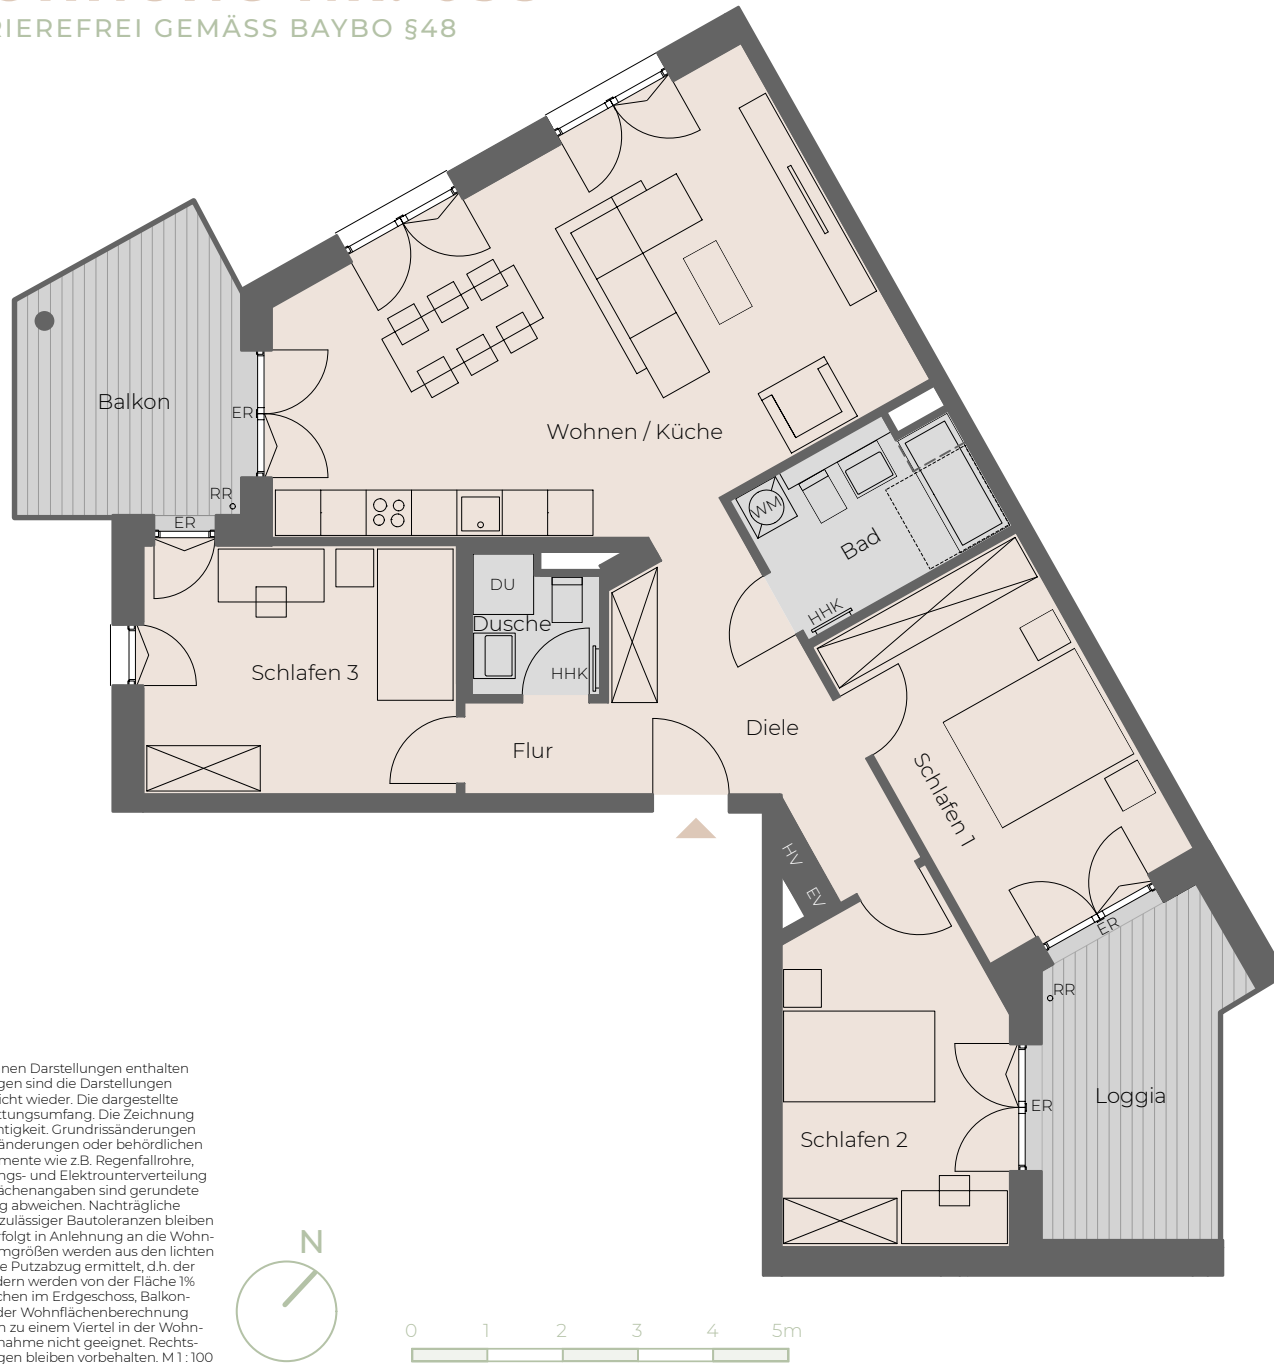 RIEREFREI GEMÄSS BAYBO §48
Balkon
ER
RR
ER
Wohnen / Küche
WM
Bad
HHK
DU
Dusche
HHK
Schlafen 3
Flur
Diele
Schlafen 1
HV
EV
ER
RR
Loggia
ER
Schlafen 2
nen Darstellungen enthalten
gen sind die Darstellungen
icht wieder. Die dargestellte
ttungsumfang. Die Zeichnung
htigkeit. Grundrissänderungen
änderungen oder behördlichen
mente wie z.B. Regenfallrohre,
ngs- und Elektrounterverteilung
ächenangaben sind gerundete
g abweichen. Nachträgliche
zulässiger Bautoleranzen bleiben
rfolgt in Anlehnung an die Wohn-
mgrößen werden aus den lichten
e Putzabzug ermittelt, d.h. der
dern werden von der Fläche 1%
chen im Erdgeschoss, Balkon-
der Wohnflächenberechnung
n zu einem Viertel in der Wohn-
nahme nicht geeignet. Rechts-
gen bleiben vorbehalten. M 1 : 100
N
0 1 2 3 4 5m